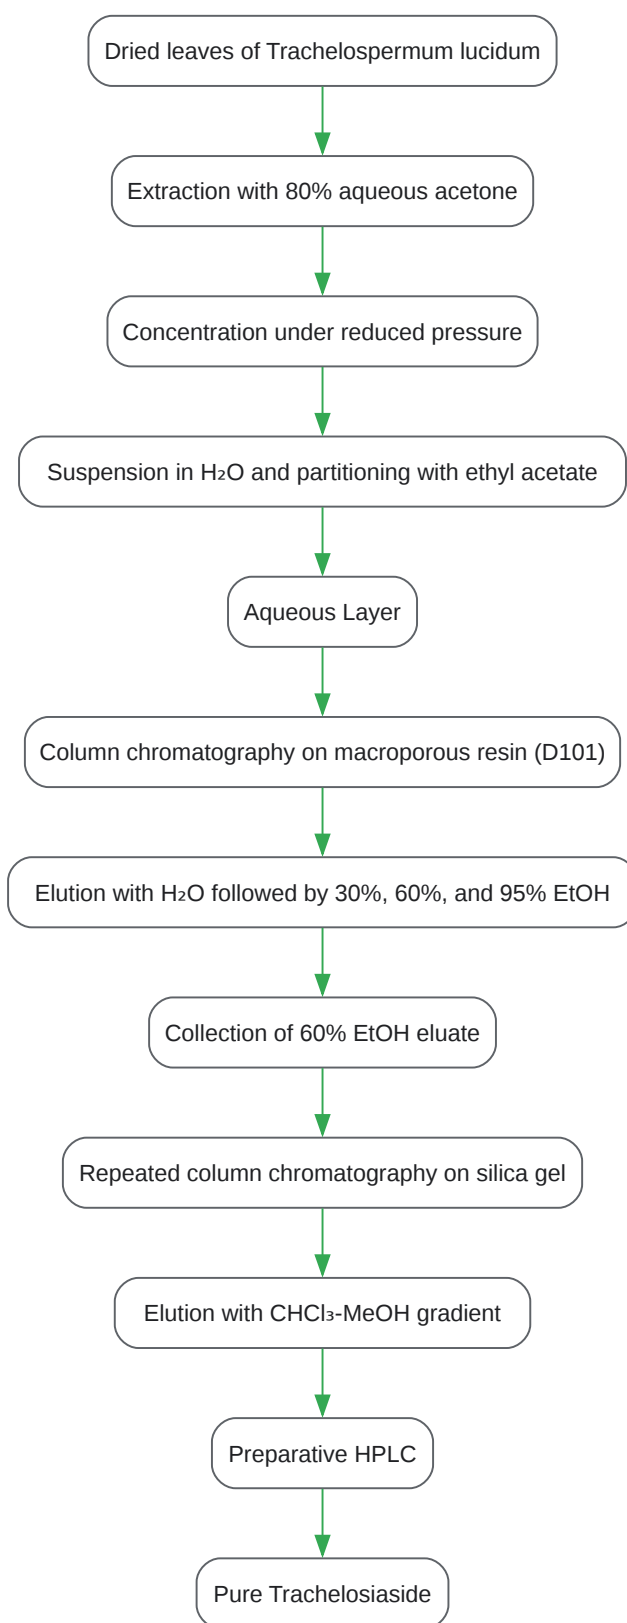 Dried leaves of Trachelospermum lucidum
Extraction with 80% aqueous acetone
Concentration under reduced pressure
Suspension in H₂O and partitioning with ethyl acetate
Aqueous Layer
Column chromatography on macroporous resin (D101)
Elution with H₂O followed by 30%, 60%, and 95% EtOH
Collection of 60% EtOH eluate
Repeated column chromatography on silica gel
Elution with CHCl₃-MeOH gradient
Preparative HPLC
Pure Trachelosiaside